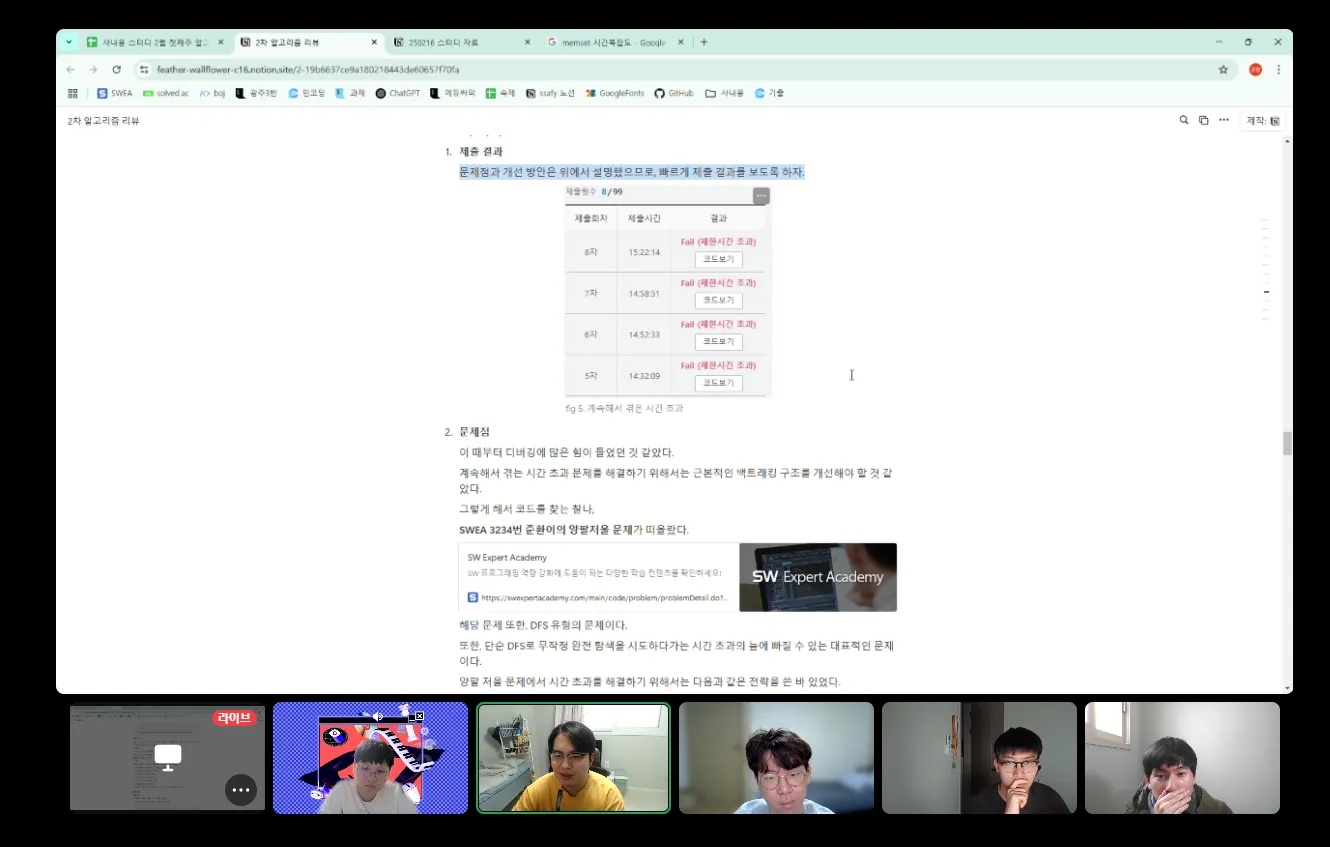 사내용 스터디 2월 첫째주 알고
2차 알고리즘 리뷰
250216 스터디 자료
memset 시간복잡도 - Google
feather-wallflower-c16.notion.site/2-19b6637ce9a180218443de60657f70fa
SWEA
solved.ac
boj
광주3반
민코딩
과제
ChatGPT
에듀싸피
숙제
ssafy 노션
GoogleFonts
GitHub
사내용
기술
2차 알고리즘 리뷰
제작:
1. 제출 결과
문제점과 개선 방안은 위에서 설명했으므로, 빠르게 제출 결과를 보도록 하자.
제출횟수 8/99
제출회차 제출시간 결과
8차 15:22:14 Fail (제한시간 초과)
코드보기
7차 14:58:51 Fail (제한시간 초과)
코드보기
6차 14:52:33 Fail (제한시간 초과)
코드보기
5차 14:32:09 Fail (제한시간 초과)
코드보기
fig 5. 계속해서 겪은 시간 초과
2. 문제점
이 때부터 디버깅에 많은 힘이 들었던 것 같았다.
계속해서 겪는 시간 초과 문제를 해결하기 위해서는 근본적인 백트래킹 구조를 개선해야 할 것 같
았다.
그렇게 해서 코드를 찾는 찰나,
SWEA 3234번 준환이의 양팔저울 문제가 떠올랐다.
SW Expert Academy
SW 프로그래밍 역량 강화에 도움이 되는 다양한 학습 컨텐츠를 확인하세요!
https://swexpertacademy.com/main/code/problem/problemDetail.do?...
SW Expert Academy
해당 문제 또한, DFS 유형의 문제이다.
또한, 단순 DFS로 무작정 완전 탐색을 시도하다가는 시간 초과의 늪에 빠질 수 있는 대표적인 문제
이다.
양팔 저울 문제에서 시간 초과를 해결하기 위해서는 다음과 같은 전략을 쓴 바 있었다.
라이브